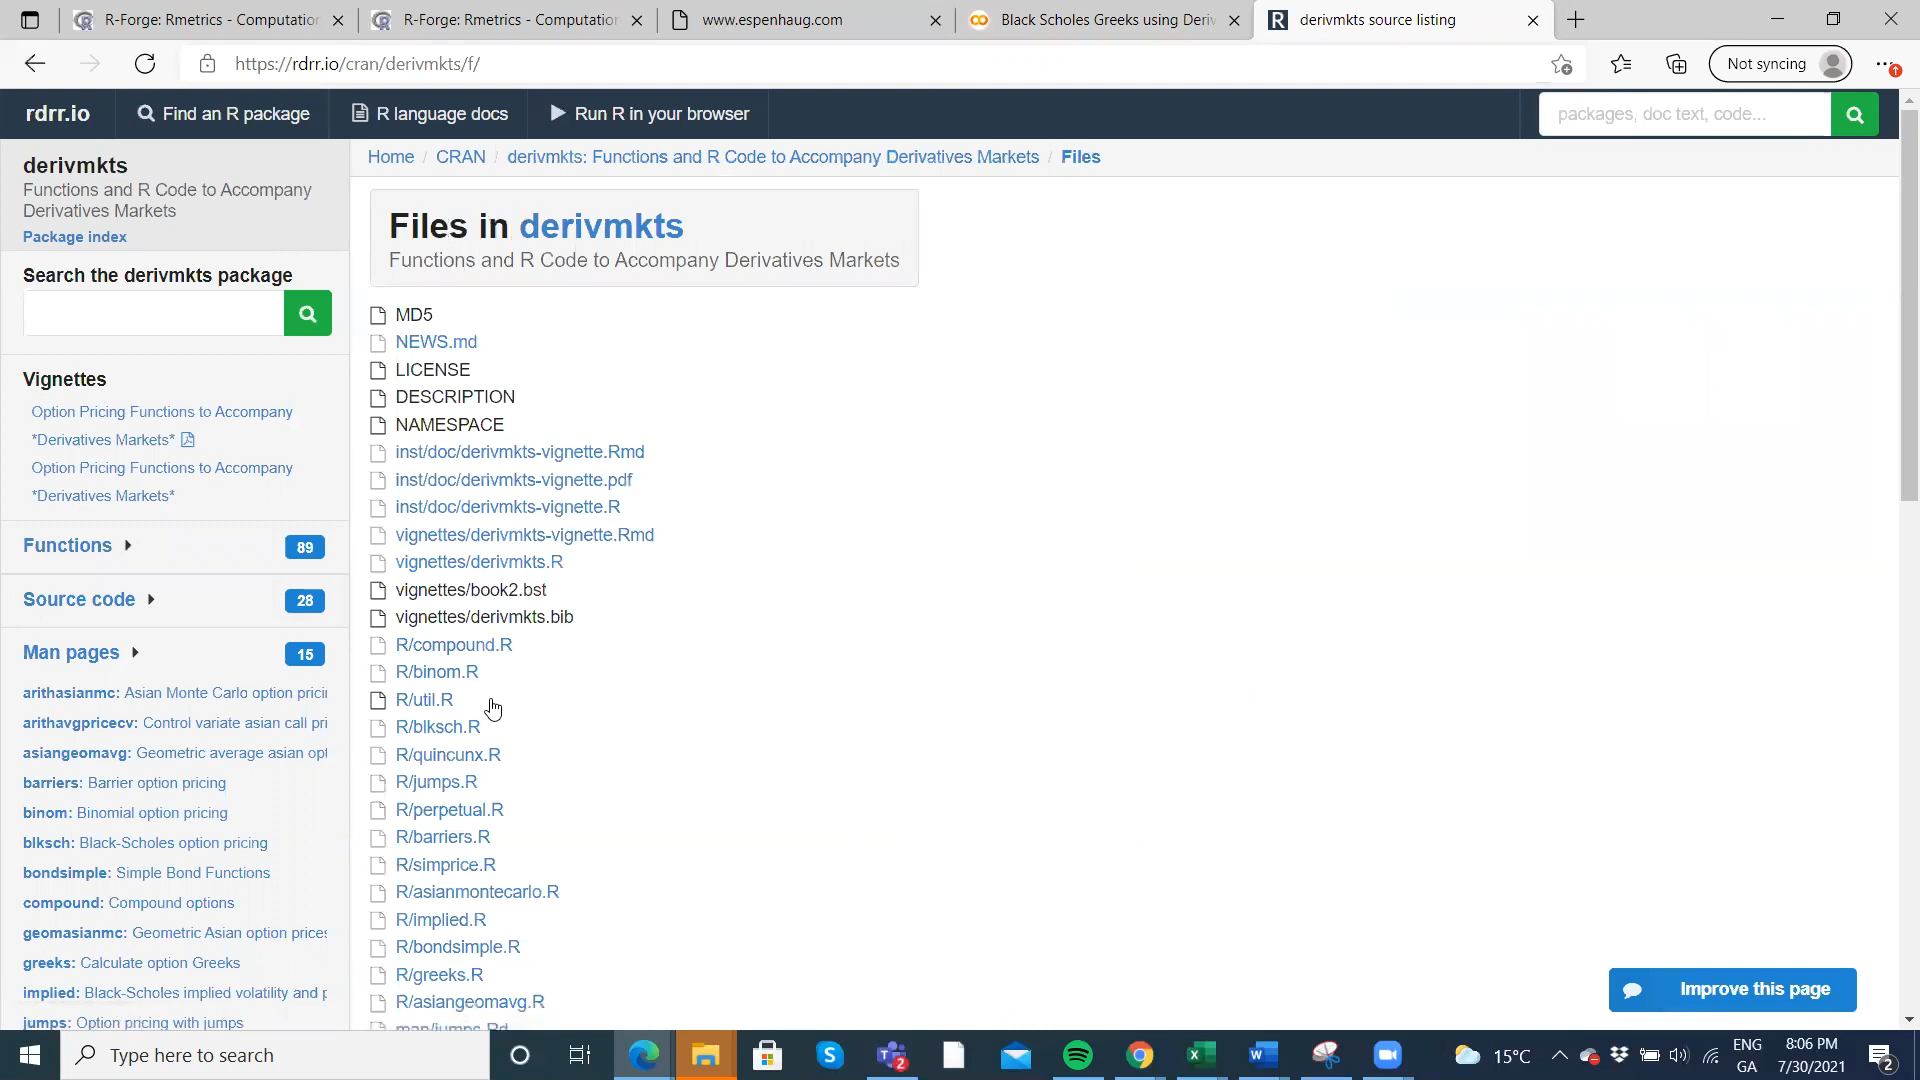 R-Forge: Rmetrics - Computation
R-Forge: Rmetrics - Computation
www.espenhaug.com
Black Scholes Greeks using Deriv
derivmkts source listing
https://rdrr.io/cran/derivmkts/f/
Not syncing
rdrr.io
Find an R package
R language docs
Run R in your browser
packages, doc text, code...
derivmkts
Functions and R Code to Accompany
Derivatives Markets
Package index
Search the derivmkts package
Vignettes
Option Pricing Functions to Accompany
*Derivatives Markets*
Option Pricing Functions to Accompany
*Derivatives Markets*
Functions
89
Source code
28
Man pages
15
arithasianmc: Asian Monte Carlo option prici
arithavgpricecv: Control variate asian call pri
asiangeomavg: Geometric average asian opt
barriers: Barrier option pricing
binom: Binomial option pricing
blksch: Black-Scholes option pricing
bondsimple: Simple Bond Functions
compound: Compound options
geomasianmc: Geometric Asian option prices
greeks: Calculate option Greeks
implied: Black-Scholes implied volatility and p
jumps: Option pricing with jumps
Home / CRAN / derivmkts: Functions and R Code to Accompany Derivatives Markets / Files
Files in derivmkts
Functions and R Code to Accompany Derivatives Markets
MD5
NEWS.md
LICENSE
DESCRIPTION
NAMESPACE
inst/doc/derivmkts-vignette.Rmd
inst/doc/derivmkts-vignette.pdf
inst/doc/derivmkts-vignette.R
vignettes/derivmkts-vignette.Rmd
vignettes/derivmkts.R
vignettes/book2.bst
vignettes/derivmkts.bib
R/compound.R
R/binom.R
R/util.R
R/blksch.R
R/quincunx.R
R/jumps.R
R/perpetual.R
R/barriers.R
R/simprice.R
R/asianmontecarlo.R
R/implied.R
R/bondsimple.R
R/greeks.R
R/asiangeomavg.R
man/jumps.Rd
Improve this page
Type here to search
2
15°C
ENG
GA
8:06 PM
7/30/2021
2